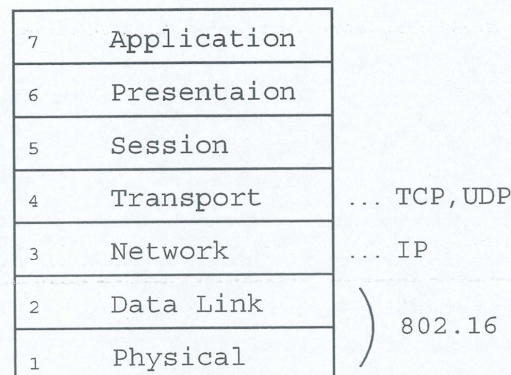 7 Application
6 Presentaion
5 Session
4 Transport ... TCP,UDP
3 Network ... IP
2 Data Link
802.16
1 Physical